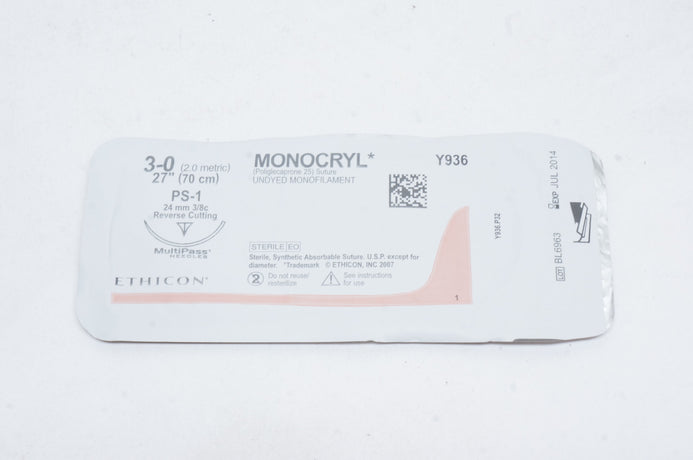 3-0 (2.0 metric)
27" (70 cm)
PS-1
24 mm 3/8c
Reverse Cutting
MultiPass*
NEEDLES
ETHICON*
MONOCRYL*
(Poliglecaprone 25) Suture
UNDYED MONOFILAMENT
Y936
STERILE EO
Sterile, Synthetic Absorbable Suture, U.S.P. except for
diameter. *Trademark © ETHICON, INC 2007
2 Do not reuse/
resterilize
See instructions
for use
1
Y936.P32
EXP JUL 2014
LOT BL6963